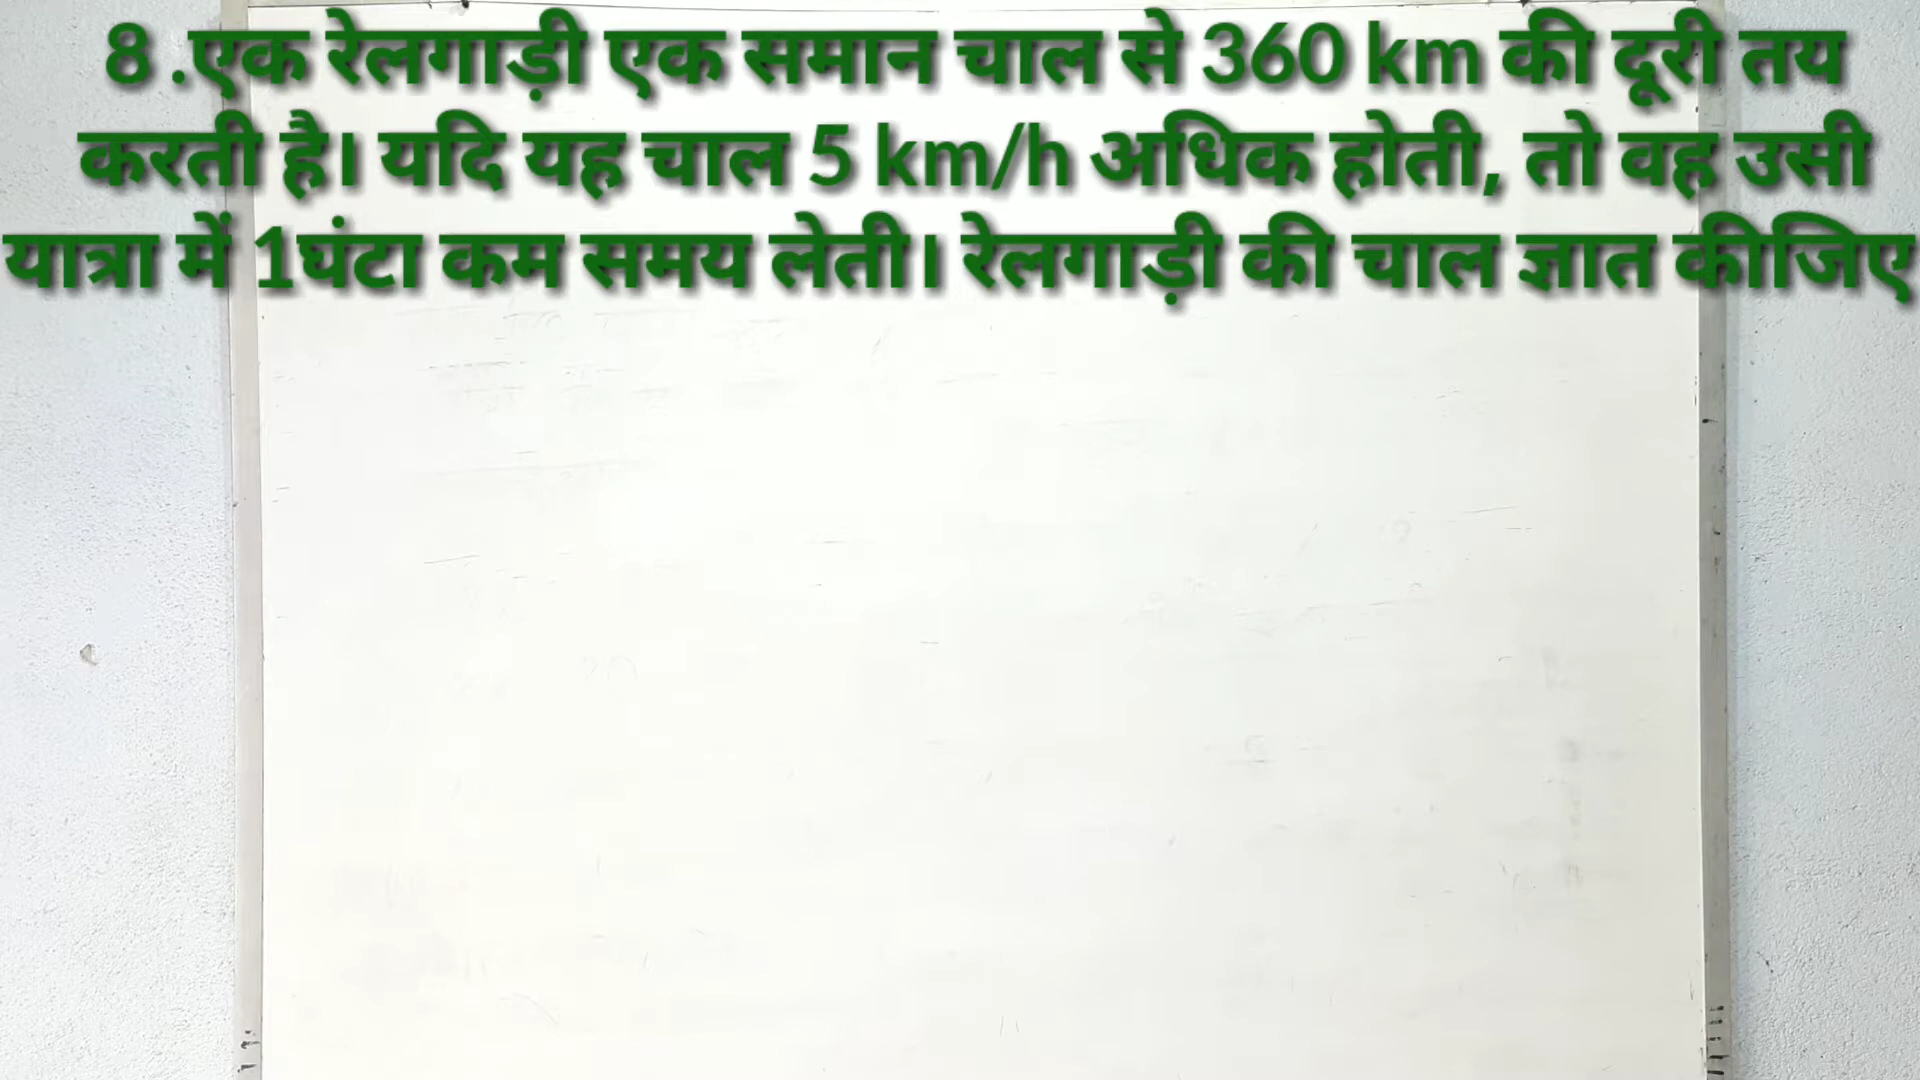 8 .एक रेलगाड़ी एक समान चाल से 360 km की दूरी तय
करती है। यदि यह चाल 5 km/h अधिक होती, तो वह उसी
यात्रा में 1घंटा कम समय लेती। रेलगाड़ी की चाल ज्ञात कीजिए